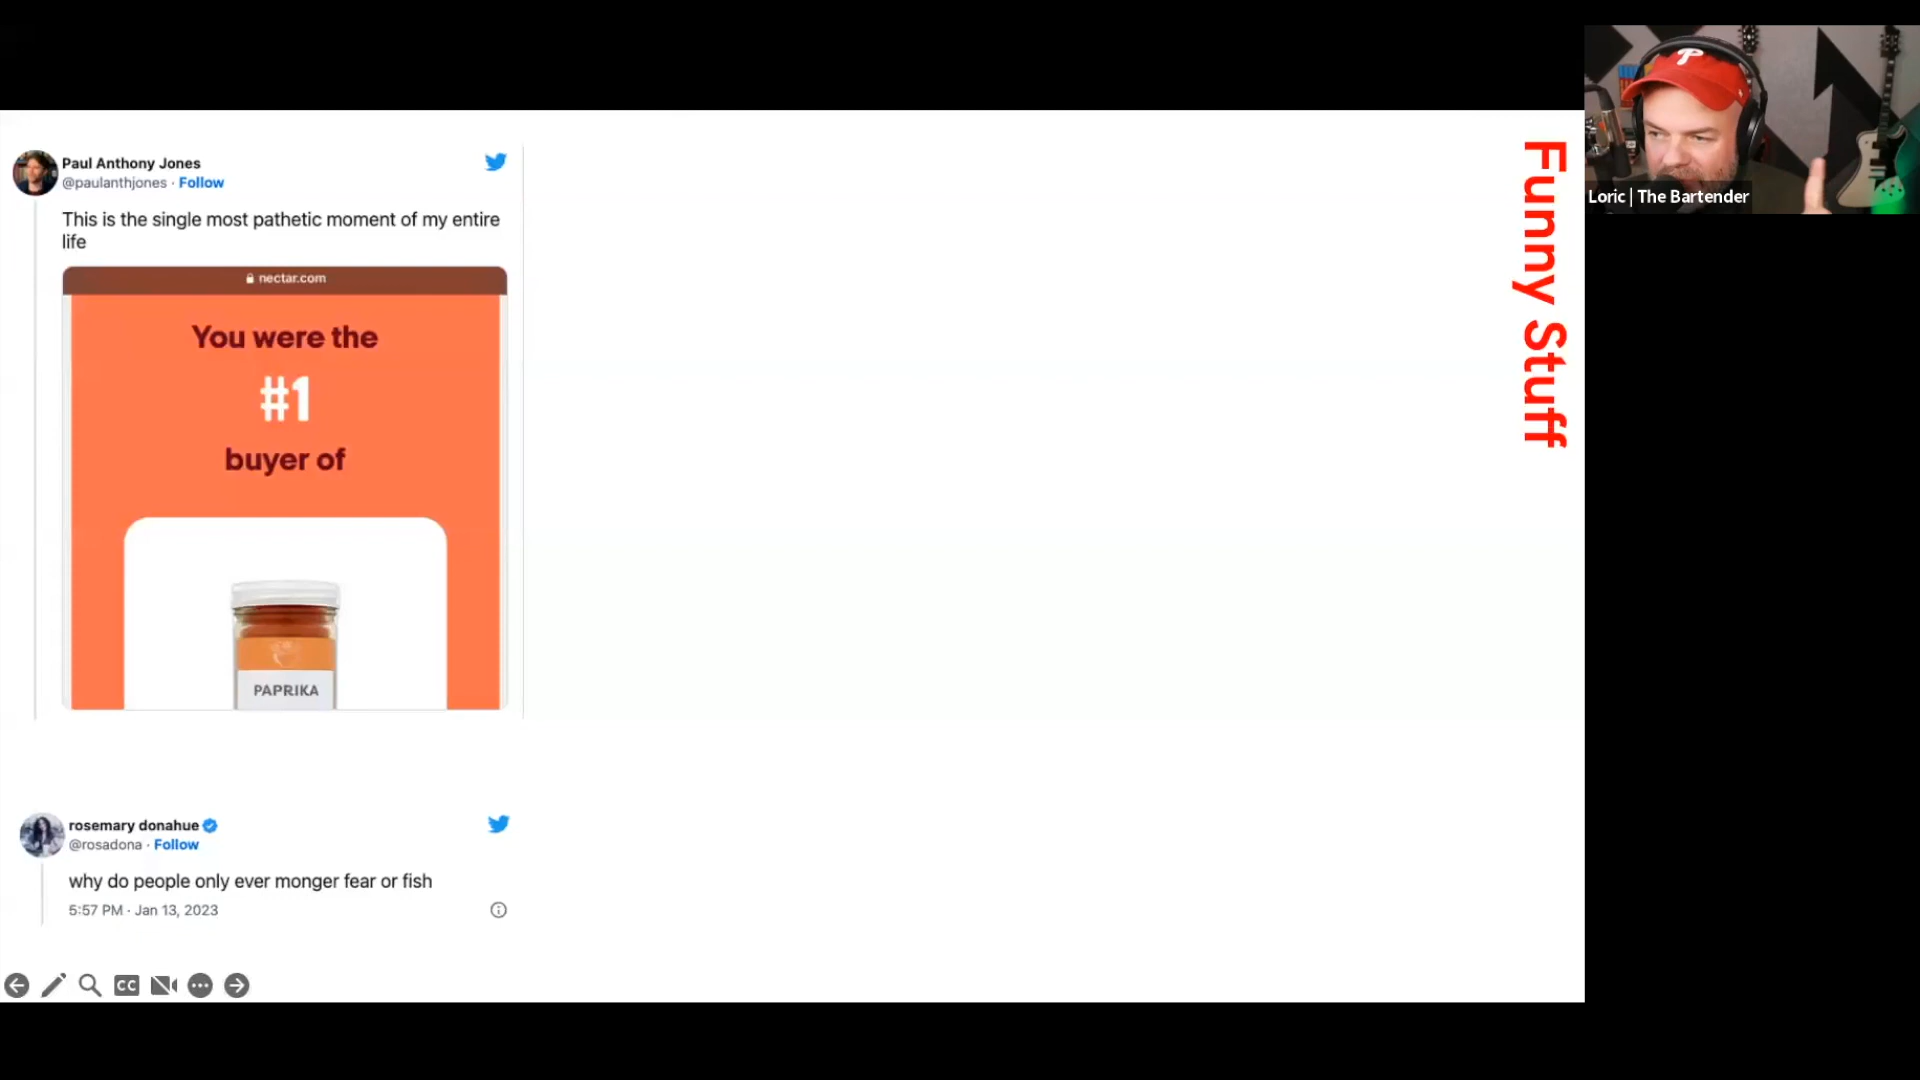 Paul Anthony Jones
@paulanthjones · Follow
This is the single most pathetic moment of my entire
life
nectar.com
You were the
#1
buyer of
PAPRIKA
rosemary donahue
@rosadona · Follow
why do people only ever monger fear or fish
5:57 PM · Jan 13, 2023
CC
Funny Stuff
P
Loric | The Bartender